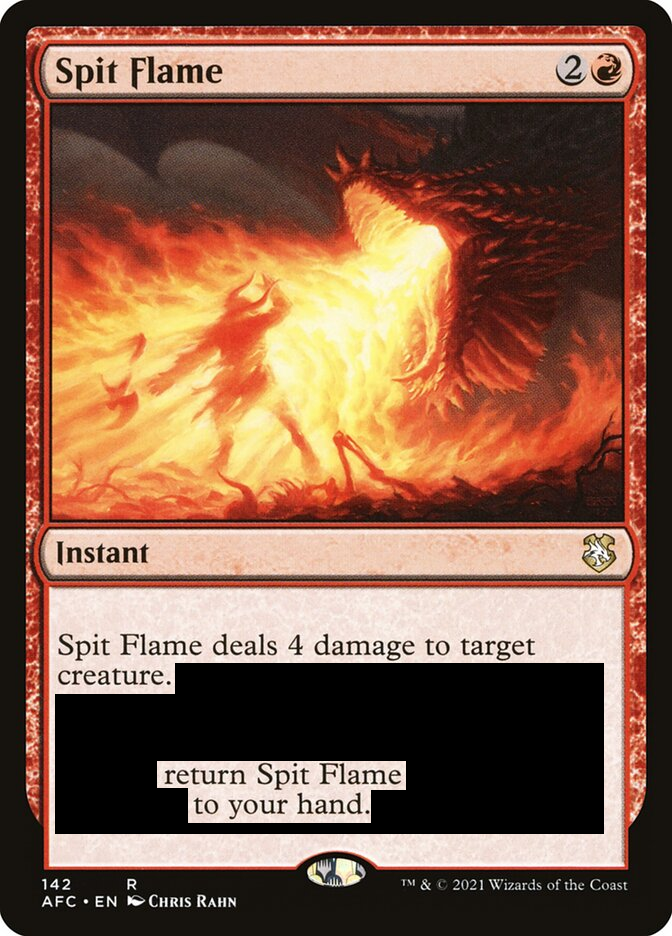 Spit Flame 2
Instant
Spit Flame deals 4 damage to target
creature.
return Spit Flame
to your hand.
142 R
AFC • EN Chris Rahn
™ & © 2021 Wizards of the Coast